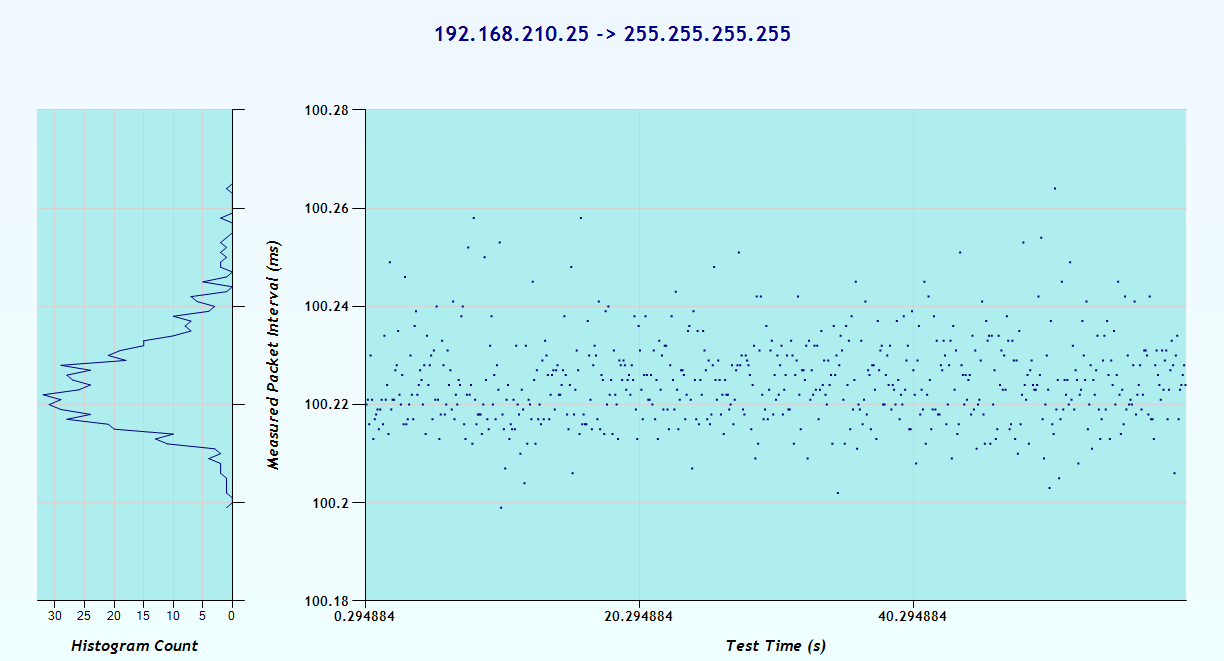 192.168.210.25 -> 255.255.255.255
100.28
100.26
100.24
100.22
100.2
100.18
Measured Packet Interval (ms)
30 25 20 15 10 5 0
0.294884 20.294884 40.294884
Histogram Count
Test Time (s)